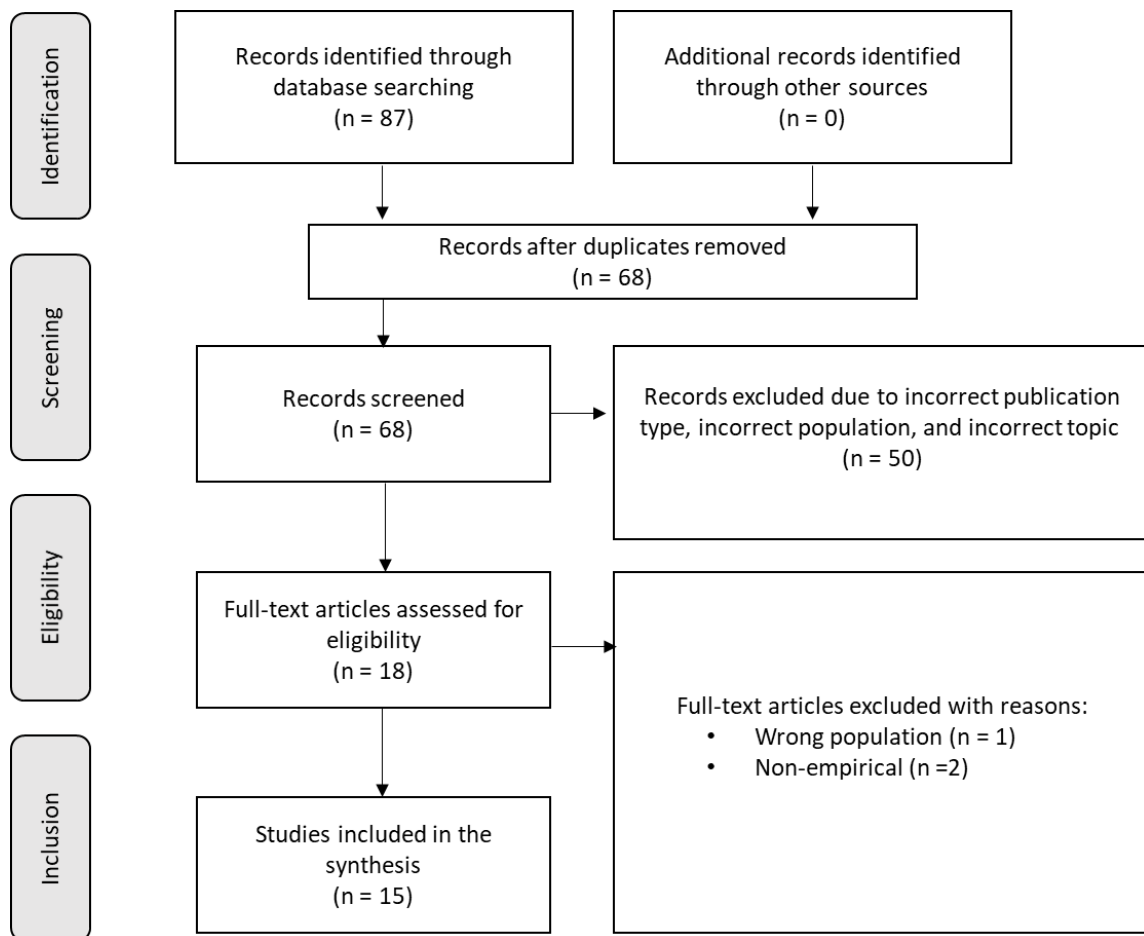 Identification
Records identified through
database searching
(n = 87)
Additional records identified
through other sources
(n = 0)
Screening
Records after duplicates removed
(n = 68)
Records screened
(n = 68)
Records excluded due to incorrect publication
type, incorrect population, and incorrect topic
(n = 50)
Eligibility
Full-text articles assessed for
eligibility
(n = 18)
Full-text articles excluded with reasons:
• Wrong population (n = 1)
• Non-empirical (n =2)
Inclusion
Studies included in the
synthesis
(n = 15)